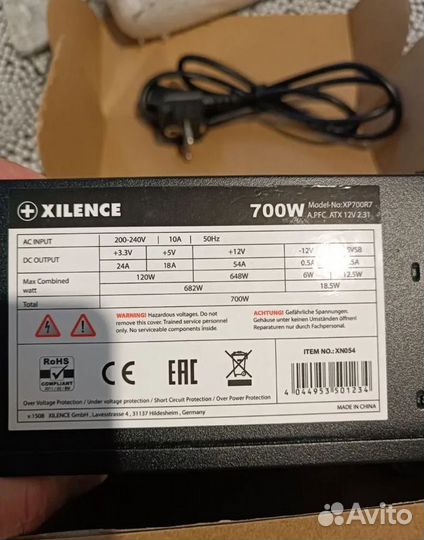 XILENCE 700W Model-No:XP700R7
A.PFC ATX 12V 2.31
AC INPUT 200-240V 10A 50Hz
DC OUTPUT +3.3V +5V +12V -12V
24A 18A 54A 0.5A
Max Combined watt 120W 648W 6W 12.5W
682W 18.5W
Total 700W
WARNING! Hazardous voltages. Do not
remove this cover. Trained service personnel
only. No serviceable components inside.
ACHTUNG! Gefährliche Spannungen.
Gehäuse unter keinen Umständen öffnen.
Reparaturen nur durch Fachpersonal.
RoHS
COMPLIANT
CE
EAC
ITEM NO.: XN054
4 044953 501234
Over Voltage Protection / Under voltage protection / Short Circuit Protection / Over Power Protection
v.1508 XILENCE GmbH, Lavesstrasse 4, 31137 Hildesheim, Germany
MADE IN CHINA
Avito